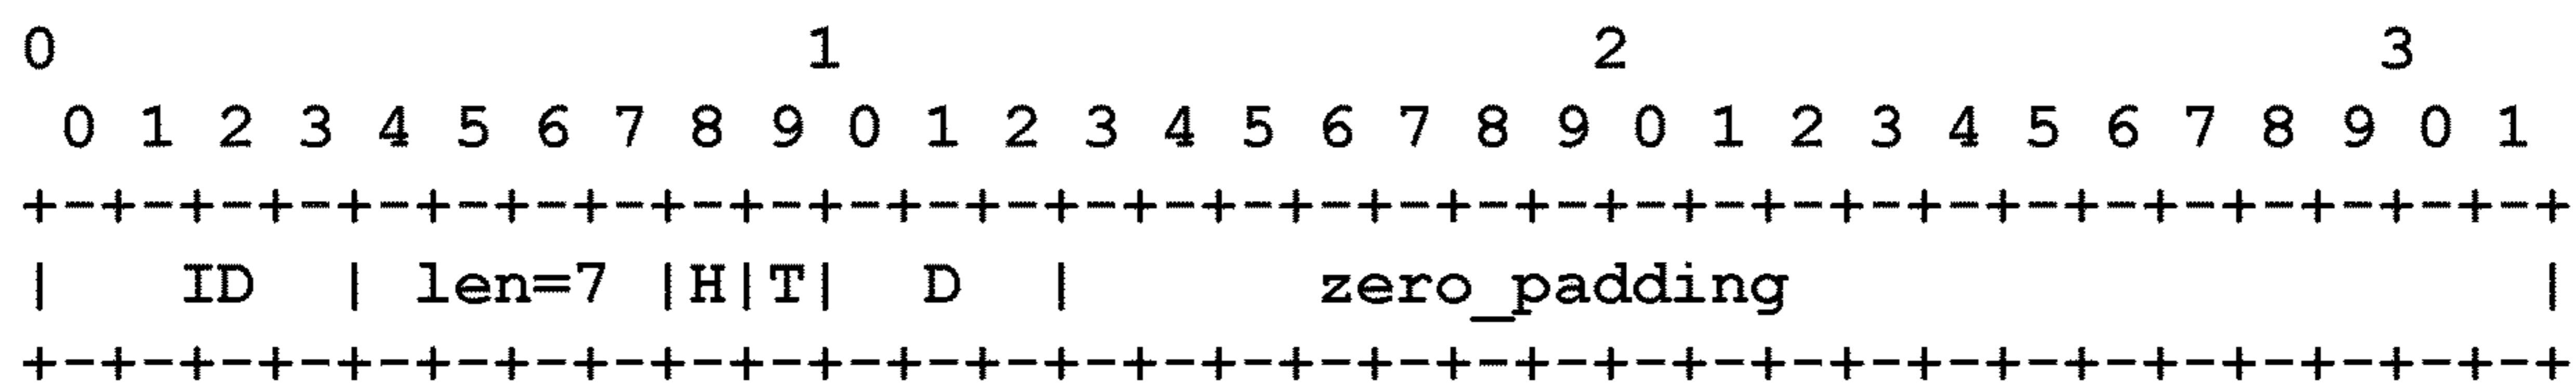 0                   1                   2                   3
 0 1 2 3 4 5 6 7 8 9 0 1 2 3 4 5 6 7 8 9 0 1 2 3 4 5 6 7 8 9 0 1
+-+-+-+-+-+-+-+-+-+-+-+-+-+-+-+-+-+-+-+-+-+-+-+-+-+-+-+-+-+-+-+-+
|   ID  | len=7 |H|T|  D  |      zero_padding                   |
+-+-+-+-+-+-+-+-+-+-+-+-+-+-+-+-+-+-+-+-+-+-+-+-+-+-+-+-+-+-+-+-+